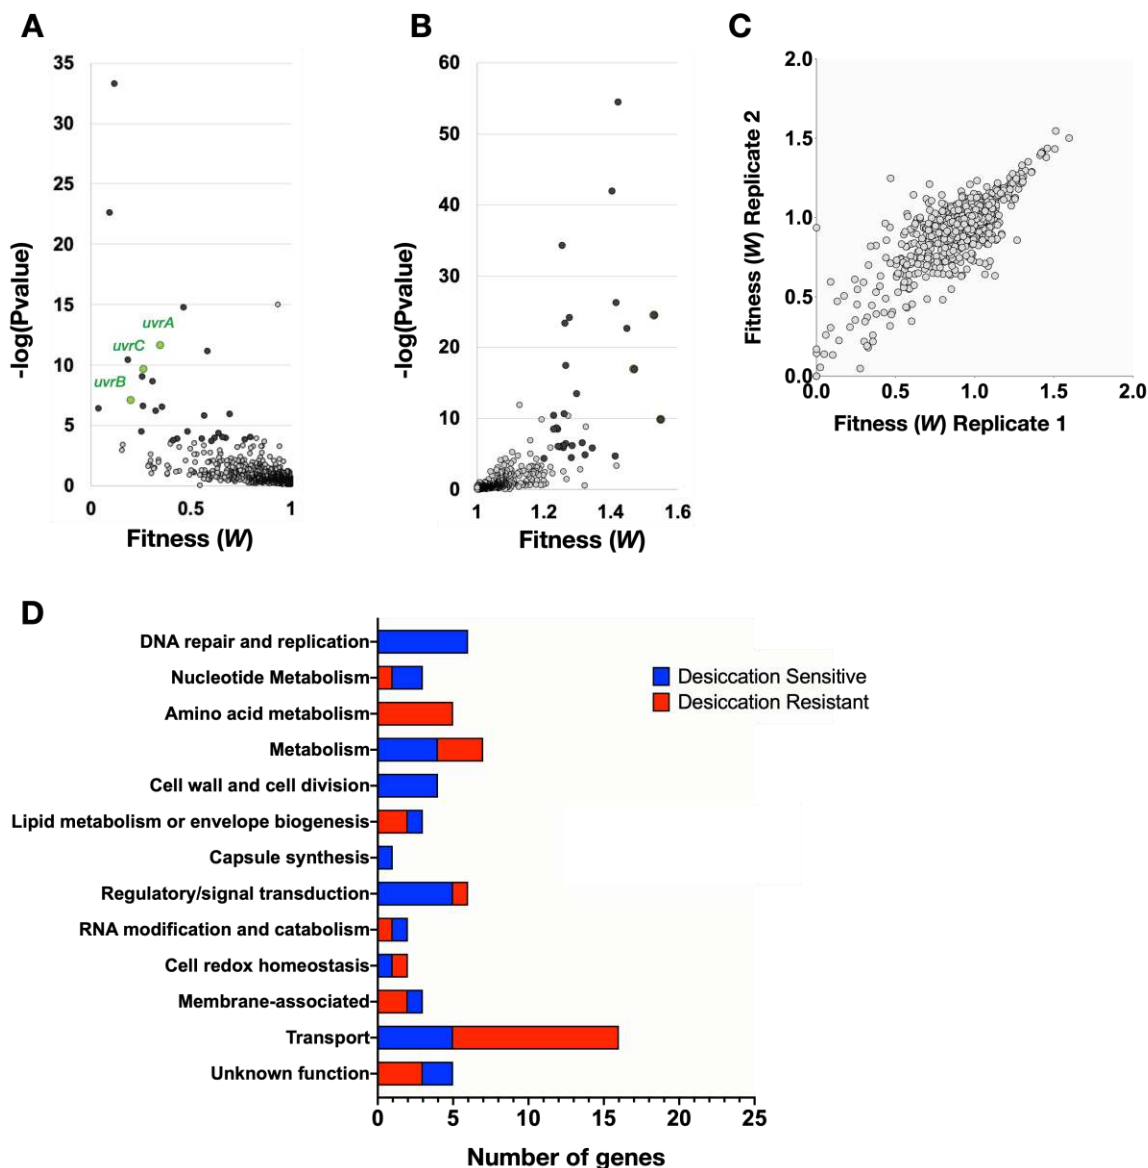 A
35
30
25
20
15
10
5
0
-log(Pvalue)
uvrA
uvrC
uvrB
0
0.5
1
Fitness (W)
B
60
50
40
30
20
10
0
-log(Pvalue)
1
1.2
1.4
1.6
Fitness (W)
C
2.0
1.5
1.0
0.5
0.0
Fitness (W) Replicate 2
0.0
0.5
1.0
1.5
2.0
Fitness (W) Replicate 1
D
DNA repair and replication
Nucleotide Metabolism
Amino acid metabolism
Metabolism
Cell wall and cell division
Lipid metabolism or envelope biogenesis
Capsule synthesis
Regulatory/signal transduction
RNA modification and catabolism
Cell redox homeostasis
Membrane-associated
Transport
Unknown function
Desiccation Sensitive
Desiccation Resistant
0
5
10
15
20
25
Number of genes